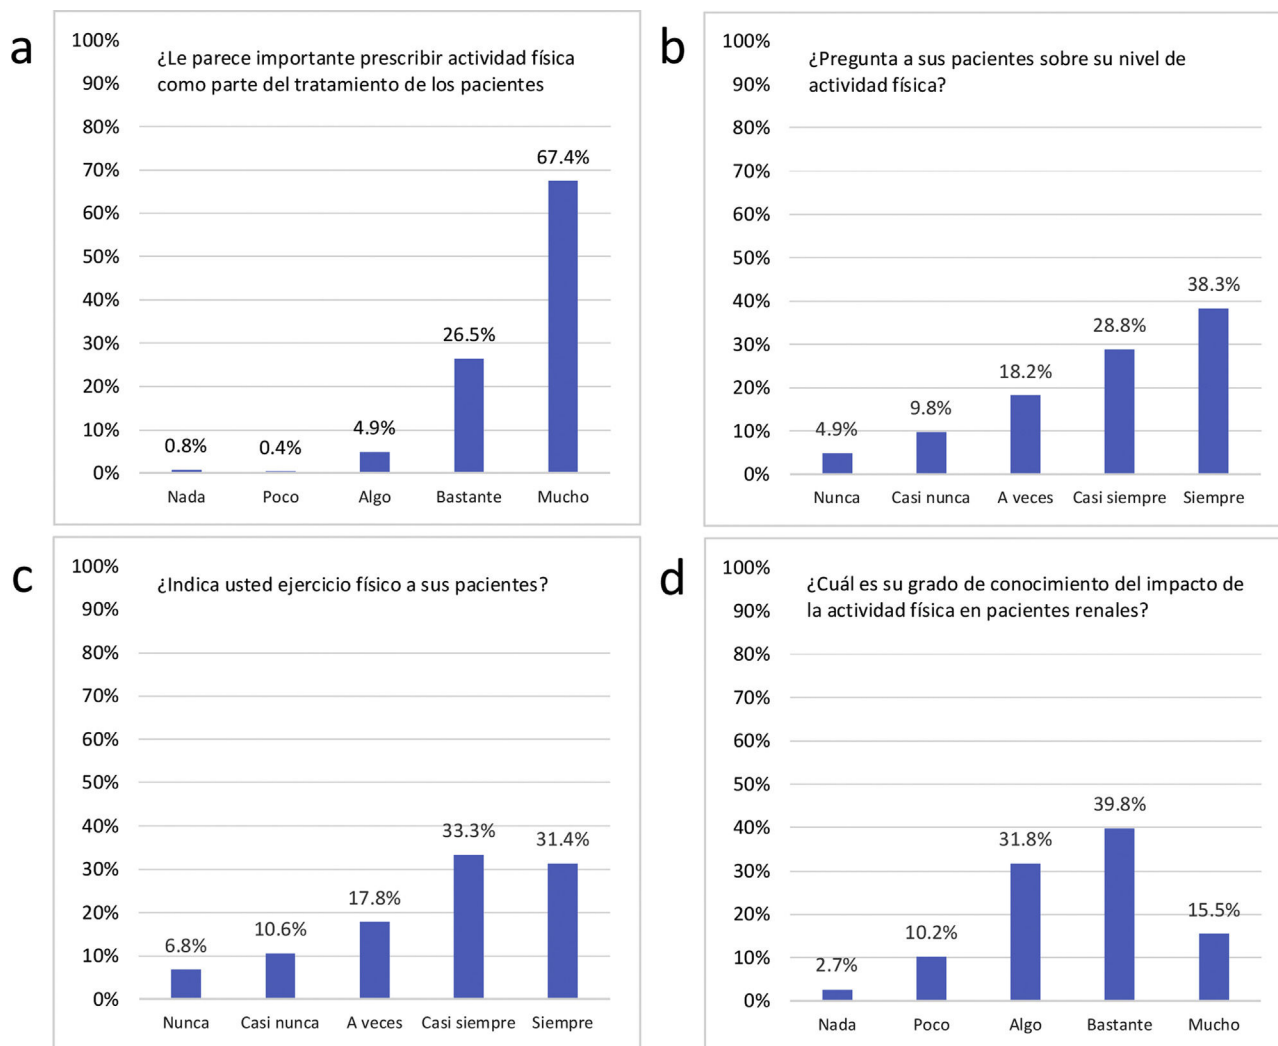 a
¿Le parece importante prescribir actividad física
como parte del tratamiento de los pacientes
100%
90%
80%
70%
60%
50%
40%
30%
20%
10%
0%
0.8%
0.4%
4.9%
26.5%
67.4%
Nada
Poco
Algo
Bastante
Mucho
b
¿Pregunta a sus pacientes sobre su nivel de
actividad física?
100%
90%
80%
70%
60%
50%
40%
30%
20%
10%
0%
4.9%
9.8%
18.2%
28.8%
38.3%
Nunca
Casi nunca
A veces
Casi siempre
Siempre
c
¿Indica usted ejercicio físico a sus pacientes?
100%
90%
80%
70%
60%
50%
40%
30%
20%
10%
0%
6.8%
10.6%
17.8%
33.3%
31.4%
Nunca
Casi nunca
A veces
Casi siempre
Siempre
d
¿Cuál es su grado de conocimiento del impacto de
la actividad física en pacientes renales?
100%
90%
80%
70%
60%
50%
40%
30%
20%
10%
0%
2.7%
10.2%
31.8%
39.8%
15.5%
Nada
Poco
Algo
Bastante
Mucho